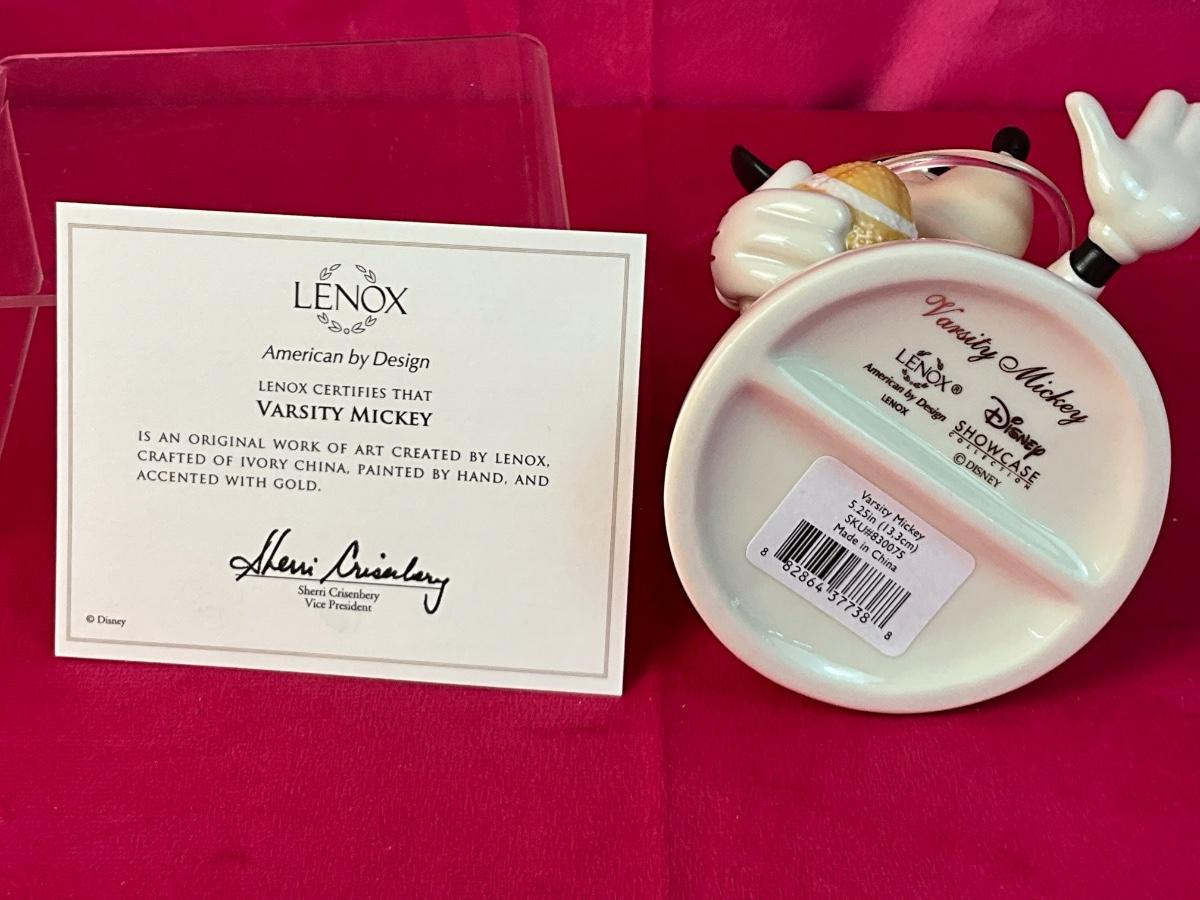 LENOX
American by Design
LENOX CERTIFIES THAT
VARSITY MICKEY
IS AN ORIGINAL WORK OF ART CREATED BY LENOX,
CRAFTED OF IVORY CHINA, PAINTED BY HAND, AND
ACCENTED WITH GOLD.
Sherri Crisenbery
Sherri Crisenbery
Vice President
© Disney
Varsity Mickey
LENOX®
American by Design
LENOX
Disney
SHOWCASE
COLLECTION
© DISNEY
Varsity Mickey
5.25in (13.3cm)
SKU#830075
Made in China
8 82864 37738 8